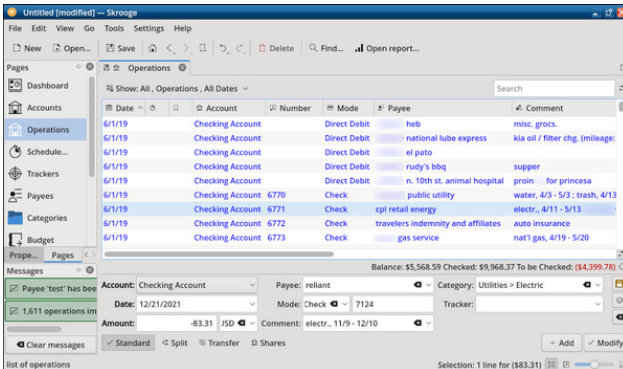 Untitled [modified] — Skrooge
File Edit View Go Tools Settings Help
New Open... Save Delete Find... Open report...
Pages Operations
Show: All , Operations , All Dates Search
Dashboard
Accounts
Operations
Schedule...
Trackers
Payees
Categories
Budget
Date Account Number Mode Payee Comment
6/1/19 Checking Account Direct Debit heb misc. grocs.
6/1/19 Checking Account Direct Debit national lube express kia oil / filter chg. (mileage:
6/1/19 Checking Account Direct Debit el pato
6/1/19 Checking Account Direct Debit rudy's bbq supper
6/1/19 Checking Account Direct Debit n. 10th st. animal hospital proin for princesa
6/1/19 Checking Account 6770 Check public utility water, 4/3 - 5/3 ; trash, 4/13
6/1/19 Checking Account 6771 Check cpl retail energy electr., 4/11 - 5/13
6/1/19 Checking Account 6772 Check travelers indemnity and affiliates auto insurance
6/1/19 Checking Account 6773 Check gas service nat'l gas, 4/19 - 5/20
Prope... Pages
Balance: $5,568.59 Checked: $9,968.37 To be Checked: ($4,399.78)
Messages
Payee 'test' has bee
1,611 operations im
Clear messages
Account: Checking Account Payee: reliant Category: Utilities > Electric
Date: 12/21/2021 Mode: Check 7124 Tracker:
Amount: -83.31 JSD Comment: electr., 11/9 - 12/10
Standard Split Transfer Shares Add Modify
list of operations Selection: 1 line for ($83.31)